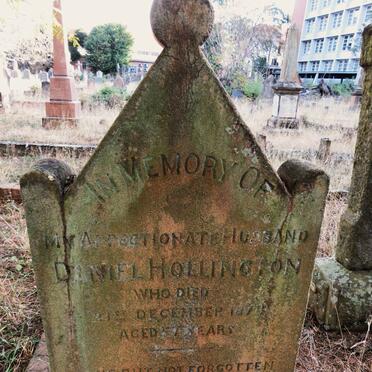 IN MEMORY OF
MY AFFECTIONATE HUSBAND
DANIEL HOLLINGTON
WHO DIED
DECEMBER
AGED YEARS
NOT FORGOTTEN